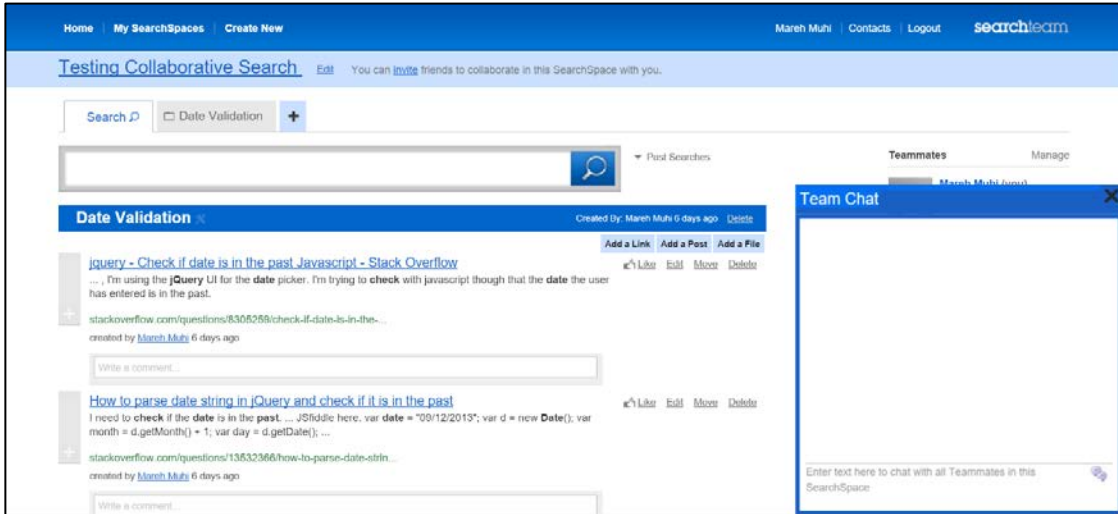 Home | My SearchSpaces | Create New
Mareh Muhi | Contacts | Logout
searchteam
Testing Collaborative Search Edit You can invite friends to collaborate in this SearchSpace with you.
Search Date Validation +
Past Searches
Teammates Manage
Mareh Muhi (you)
Team Chat X
Date Validation x Created By: Mareh Muhi 6 days ago Delete
Add a Link Add a Post Add a File
jquery - Check if date is in the past Javascript - Stack Overflow
Like Edit Move Delete
... , I'm using the jQuery UI for the date picker. I'm trying to check with javascript though that the date the user
has entered is in the past.
stackoverflow.com/questions/8305259/check-if-date-is-in-the-...
created by Mareh Muhi 6 days ago
Write a comment...
How to parse date string in jQuery and check if it is in the past
Like Edit Move Delete
I need to check if the date is in the past. ... JSfiddle here. var date = "09/12/2013"; var d = new Date(); var
month = d.getMonth() + 1; var day = d.getDate(); ...
stackoverflow.com/questions/13532366/how-to-parse-date-strin...
created by Mareh Muhi 6 days ago
Write a comment...
Enter text here to chat with all Teammates in this
SearchSpace